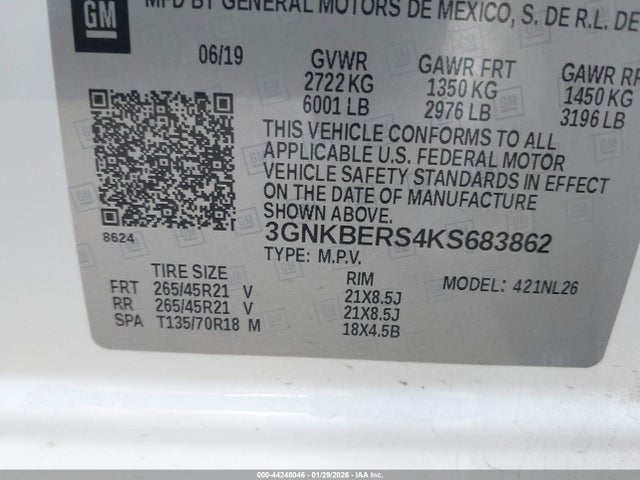 MFD BY GENERAL MOTORS DE MEXICO, S. DE R.L. DE
GM
06/19 GVWR GAWR FRT GAWR RR
2722 KG 1350 KG 1450 KG
6001 LB 2976 LB 3196 LB
THIS VEHICLE CONFORMS TO ALL
APPLICABLE U.S. FEDERAL MOTOR
VEHICLE SAFETY STANDARDS IN EFFECT
ON THE DATE OF MANUFACTURE
SHOWN ABOVE.
8624
3GNKBERS4KS683862
TYPE: M.P.V. MODEL: 421NL26
TIRE SIZE RIM
FRT 265/45R21 V 21X8.5J
RR 265/45R21 V 21X8.5J
SPA T135/70R18 M 18X4.5B
000-44248046 - 01/29/2026 - IAA Inc.